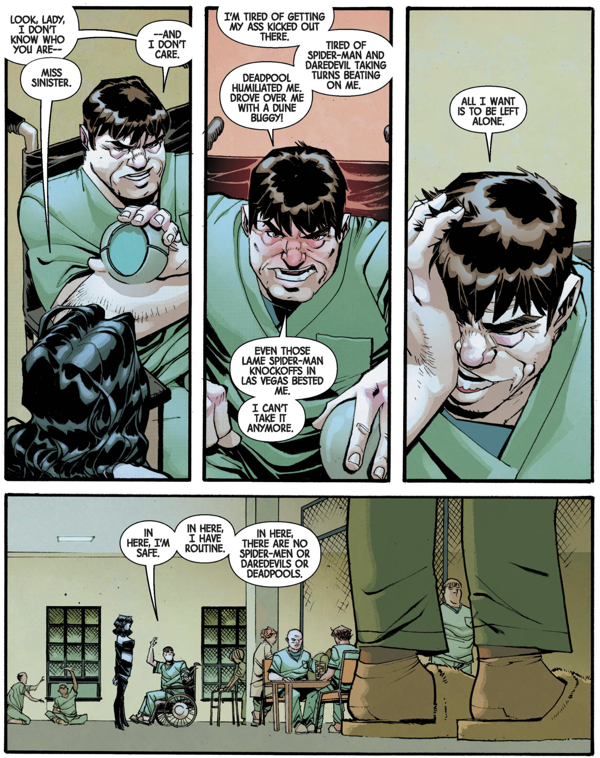 LOOK, LADY,
I DON'T
KNOW WHO
YOU ARE--
--AND
I DON'T
CARE.
MISS
SINISTER.
I'M TIRED OF GETTING
MY ASS KICKED OUT
THERE.
TIRED OF
SPIDER-MAN AND
DAREDEVIL TAKING
TURNS BEATING
ON ME.
DEADPOOL
HUMILIATED ME.
DROVE OVER ME
WITH A DUNE
BUGGY!
EVEN THOSE
LAME SPIDER-MAN
KNOCKOFFS IN
LAS VEGAS BESTED
ME.
I CAN'T
TAKE IT
ANYMORE.
ALL I WANT
IS TO BE LEFT
ALONE.
IN
HERE, I'M
SAFE.
IN HERE,
I HAVE
ROUTINE.
IN HERE,
THERE ARE NO
SPIDER-MEN OR
DAREDEVILS OR
DEADPOOLS.